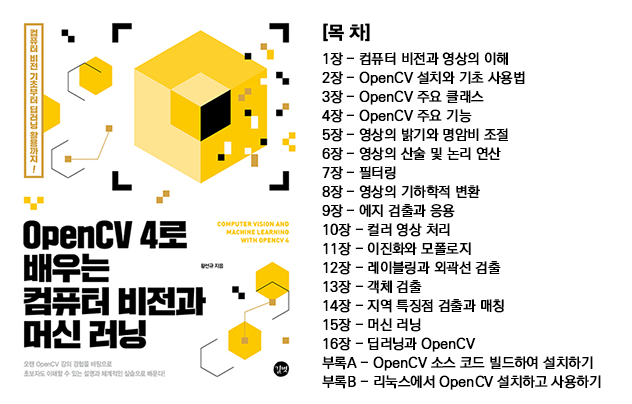 컴퓨터 비전 기초부터 딥러닝 활용까지!
OpenCV 4로
배우는
컴퓨터 비전과
머신 러닝
COMPUTER VISION AND
MACHINE LEARNING
WITH OPENCV 4
황선규 지음
오랜 OpenCV 강의 경험을 바탕으로
초보자도 이해할 수 있는 설명과 체계적인 실습으로 배운다!
길벗
[목 차]
1장 - 컴퓨터 비전과 영상의 이해
2장 - OpenCV 설치와 기초 사용법
3장 - OpenCV 주요 클래스
4장 - OpenCV 주요 기능
5장 - 영상의 밝기와 명암비 조절
6장 - 영상의 산술 및 논리 연산
7장 - 필터링
8장 - 영상의 기하학적 변환
9장 - 에지 검출과 응용
10장 - 컬러 영상 처리
11장 - 이진화와 모폴로지
12장 - 레이블링과 외곽선 검출
13장 - 객체 검출
14장 - 지역 특징점 검출과 매칭
15장 - 머신 러닝
16장 - 딥러닝과 OpenCV
부록A - OpenCV 소스 코드 빌드하여 설치하기
부록B - 리눅스에서 OpenCV 설치하고 사용하기